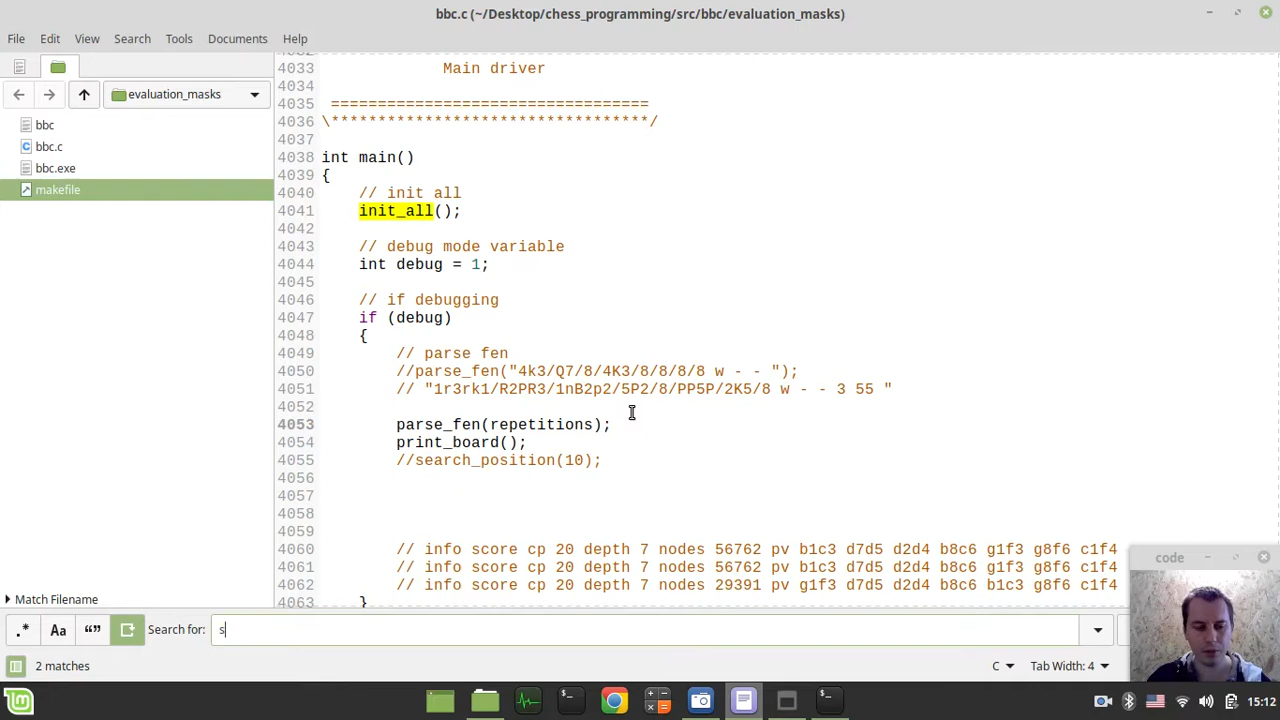 bbc.c (~/Desktop/chess_programming/src/bbc/evaluation_masks)
File Edit View Search Tools Documents Help
evaluation_masks
bbc
bbc.c
bbc.exe
makefile
Match Filename
4033 Main driver
4034
4035 ==================================
4036 \**********************************/
4037
4038 int main()
4039 {
4040 // init all
4041 init_all();
4042
4043 // debug mode variable
4044 int debug = 1;
4045
4046 // if debugging
4047 if (debug)
4048 {
4049 // parse fen
4050 //parse_fen("4k3/Q7/8/4K3/8/8/8/8 w - - ");
4051 // "1r3rk1/R2PR3/1nB2p2/5P2/8/PP5P/2K5/8 w - - 3 55 "
4052
4053 parse_fen(repetitions);
4054 print_board();
4055 //search_position(10);
4056
4057
4058
4059
4060 // info score cp 20 depth 7 nodes 56762 pv b1c3 d7d5 d2d4 b8c6 g1f3 g8f6 c1f4
4061 // info score cp 20 depth 7 nodes 56762 pv b1c3 d7d5 d2d4 b8c6 g1f3 g8f6 c1f4
4062 // info score cp 20 depth 7 nodes 29391 pv g1f3 d7d5 d2d4 b8c6 b1c3 g8f6 c1f4
4063 }
code
.* Aa “” Search for: s
2 matches C Tab Width: 4
15:12